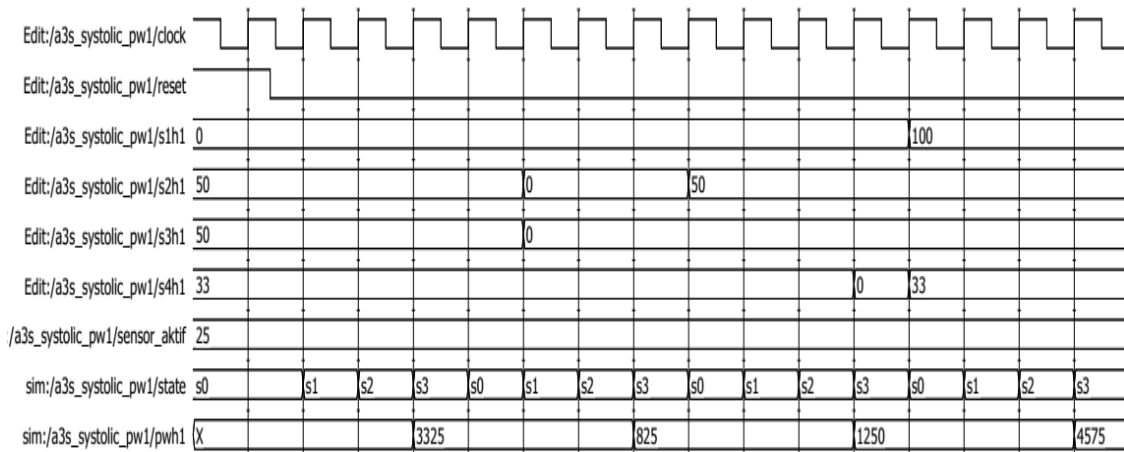 Edit:/a3s_systolic_pw1/clock
Edit:/a3s_systolic_pw1/reset
Edit:/a3s_systolic_pw1/s1h1 0 100
Edit:/a3s_systolic_pw1/s2h1 50 0 50
Edit:/a3s_systolic_pw1/s3h1 50 0
Edit:/a3s_systolic_pw1/s4h1 33 0 33
:/a3s_systolic_pw1/sensor_aktif 25
sim:/a3s_systolic_pw1/state s0 s1 s2 s3 s0 s1 s2 s3 s0 s1 s2 s3 s0 s1 s2 s3
sim:/a3s_systolic_pw1/pwh1 X 3325 825 1250 4575